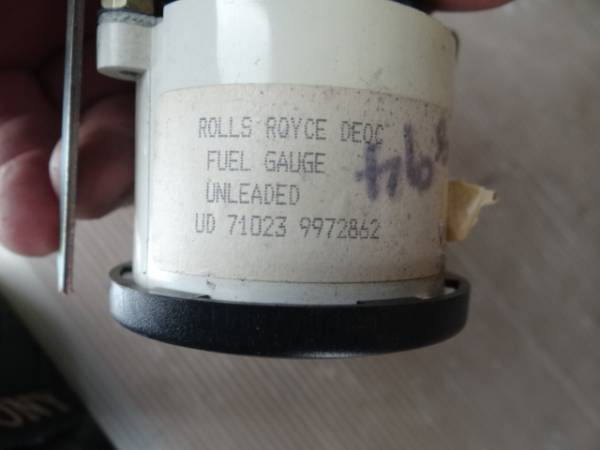 ROLLS ROYCE DEOC
FUEL GAUGE
UNLEADED
UD 71023 9972862